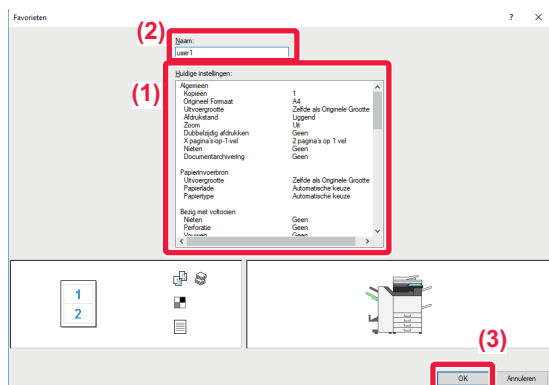 Favorieten
(2)
Naam:
user1
(1)
Huidige instellingen:
Algemeen
Kopieën 1
Origineel Formaat A4
Uitvoergrootte Zelfde als Originele Grootte
Afdrukstand Liggend
Zoom Uit
Dubbelzijdig afdrukken Geen
X pagina's-op-1-vel 2 pagina's op 1 vel
Nieten Geen
Documentarchivering Geen
Papierinvoerbron
Uitvoergrootte Zelfde als Originele Grootte
Papierlade Automatische keuze
Papiertype Automatische keuze
Bezig met voltooien
Nieten Geen
Perforatie Geen
Vouwen Geen
1
2
(3)
OK Annuleren